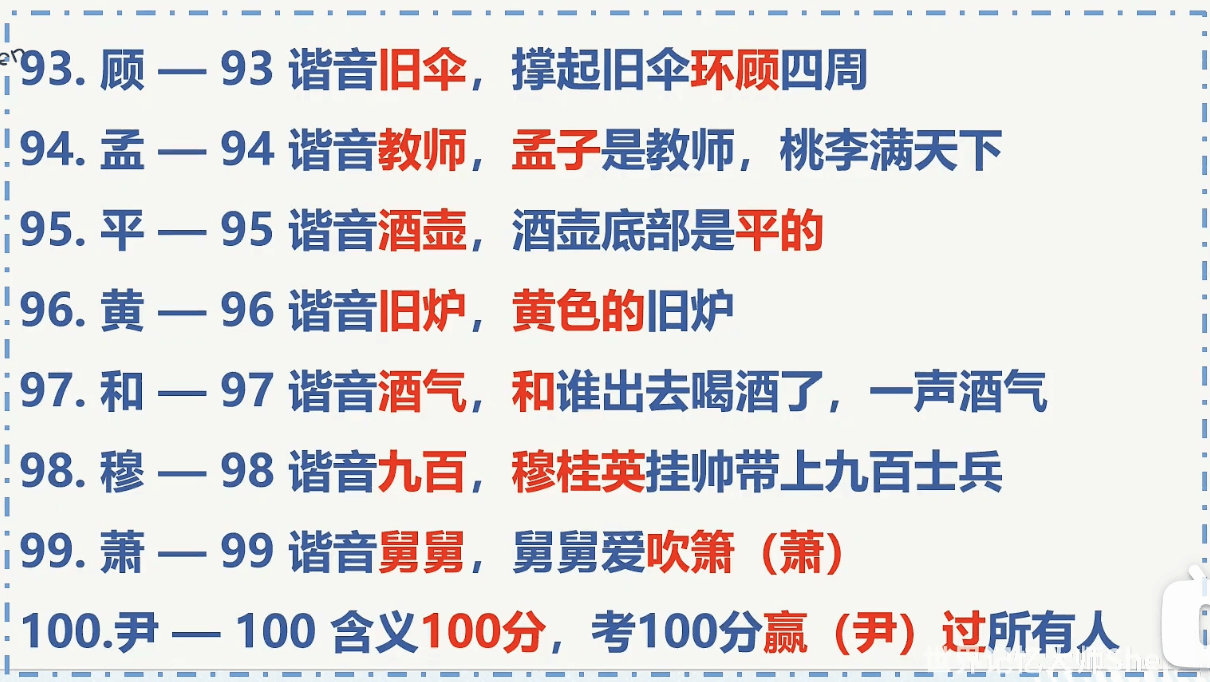 93. 顾 — 93 谐音旧伞，撑起旧伞环顾四周
94. 孟 — 94 谐音教师，孟子是教师，桃李满天下
95. 平 — 95 谐音酒壶，酒壶底部是平的
96. 黄 — 96 谐音旧炉，黄色的旧炉
97. 和 — 97 谐音酒气，和谁出去喝酒了，一声酒气
98. 穆 — 98 谐音九百，穆桂英挂帅带上九百士兵
99. 萧 — 99 谐音舅舅，舅舅爱吹箫（萧）
100.尹 — 100 含义100分，考100分赢（尹）过所有人